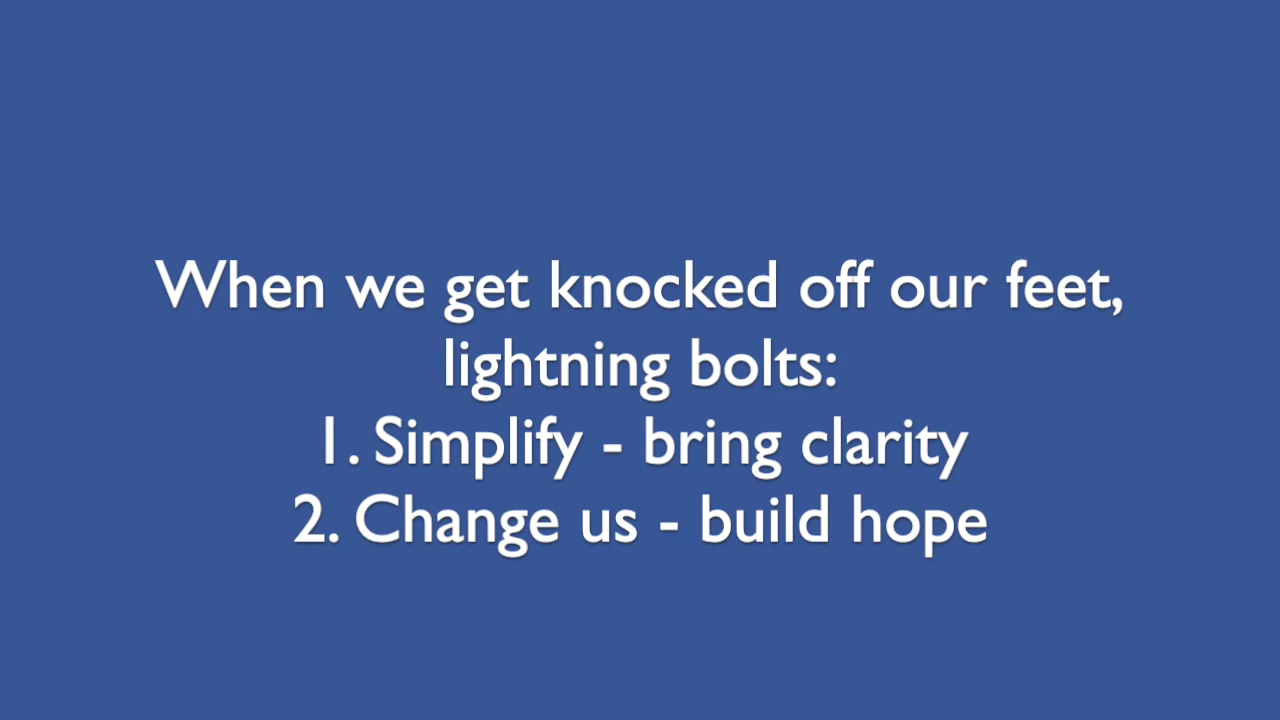 When we get knocked off our feet,
lightning bolts:
1. Simplify - bring clarity
2. Change us - build hope